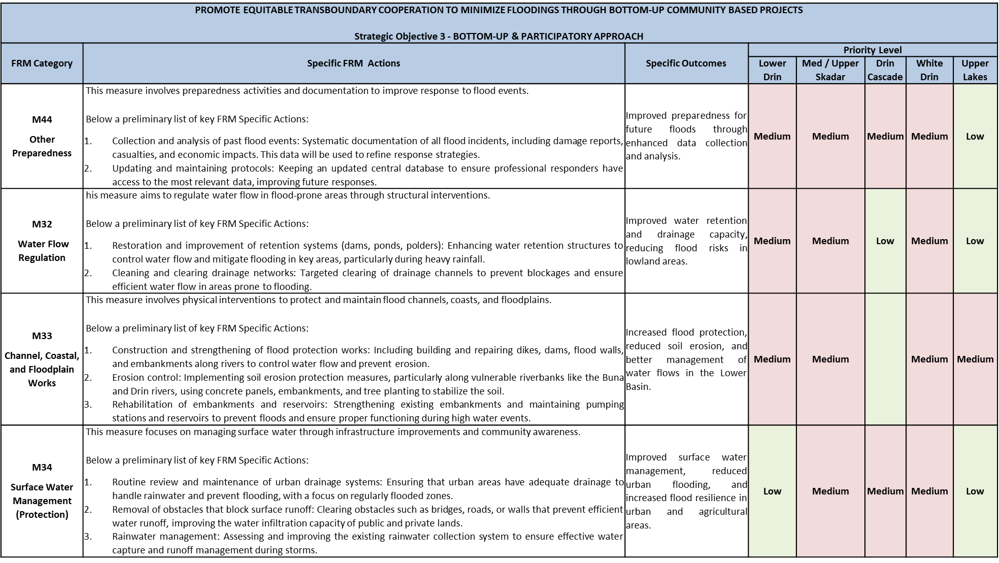 PROMOTE EQUITABLE TRANSBOUNDARY COOPERATION TO MINIMIZE FLOODINGS THROUGH BOTTOM-UP COMMUNITY BASED PROJECTS
Strategic Objective 3 - BOTTOM-UP & PARTICIPATORY APPROACH
FRM Category
Specific FRM Actions
Specific Outcomes
Priority Level
Lower
Drin
Med / Upper
Skadar
Drin
Cascade
White
Drin
Upper
Lakes
M44
Other
Preparedness
This measure involves preparedness activities and documentation to improve response to flood events.
Below a preliminary list of key FRM Specific Actions:
1. Collection and analysis of past flood events: Systematic documentation of all flood incidents, including damage reports,
casualties, and economic impacts. This data will be used to refine response strategies.
2. Updating and maintaining protocols: Keeping an updated central database to ensure professional responders have
access to the most relevant data, improving future responses.
Improved preparedness for
future floods through
enhanced data collection
and analysis.
Medium
Medium
Medium
Medium
Low
M32
Water Flow
Regulation
his measure aims to regulate water flow in flood-prone areas through structural interventions.
Below a preliminary list of key FRM Specific Actions:
1. Restoration and improvement of retention systems (dams, ponds, polders): Enhancing water retention structures to
control water flow and mitigate flooding in key areas, particularly during heavy rainfall.
2. Cleaning and clearing drainage networks: Targeted clearing of drainage channels to prevent blockages and ensure
efficient water flow in areas prone to flooding.
Improved water retention
and drainage capacity,
reducing flood risks in
lowland areas.
Medium
Medium
Low
Medium
Low
M33
Channel, Coastal,
and Floodplain
Works
This measure involves physical interventions to protect and maintain flood channels, coasts, and floodplains.
Below a preliminary list of key FRM Specific Actions:
1. Construction and strengthening of flood protection works: Including building and repairing dikes, dams, flood walls,
and embankments along rivers to control water flow and prevent erosion.
2. Erosion control: Implementing soil erosion protection measures, particularly along vulnerable riverbanks like the Buna
and Drin rivers, using concrete panels, embankments, and tree planting to stabilize the soil.
3. Rehabilitation of embankments and reservoirs: Strengthening existing embankments and maintaining pumping
stations and reservoirs to prevent floods and ensure proper functioning during high water events.
Increased flood protection,
reduced soil erosion, and
better management of
water flows in the Lower
Basin.
Medium
Medium
Medium
Medium
M34
Surface Water
Management
(Protection)
This measure focuses on managing surface water through infrastructure improvements and community awareness.
Below a preliminary list of key FRM Specific Actions:
1. Routine review and maintenance of urban drainage systems: Ensuring that urban areas have adequate drainage to
handle rainwater and prevent flooding, with a focus on regularly flooded zones.
2. Removal of obstacles that block surface runoff: Clearing obstacles such as bridges, roads, or walls that prevent efficient
water runoff, improving the water infiltration capacity of public and private lands.
3. Rainwater management: Assessing and improving the existing rainwater collection system to ensure effective water
capture and runoff management during storms.
Improved surface water
management, reduced
urban flooding, and
increased flood resilience in
urban and agricultural
areas.
Low
Medium
Medium
Medium
Low